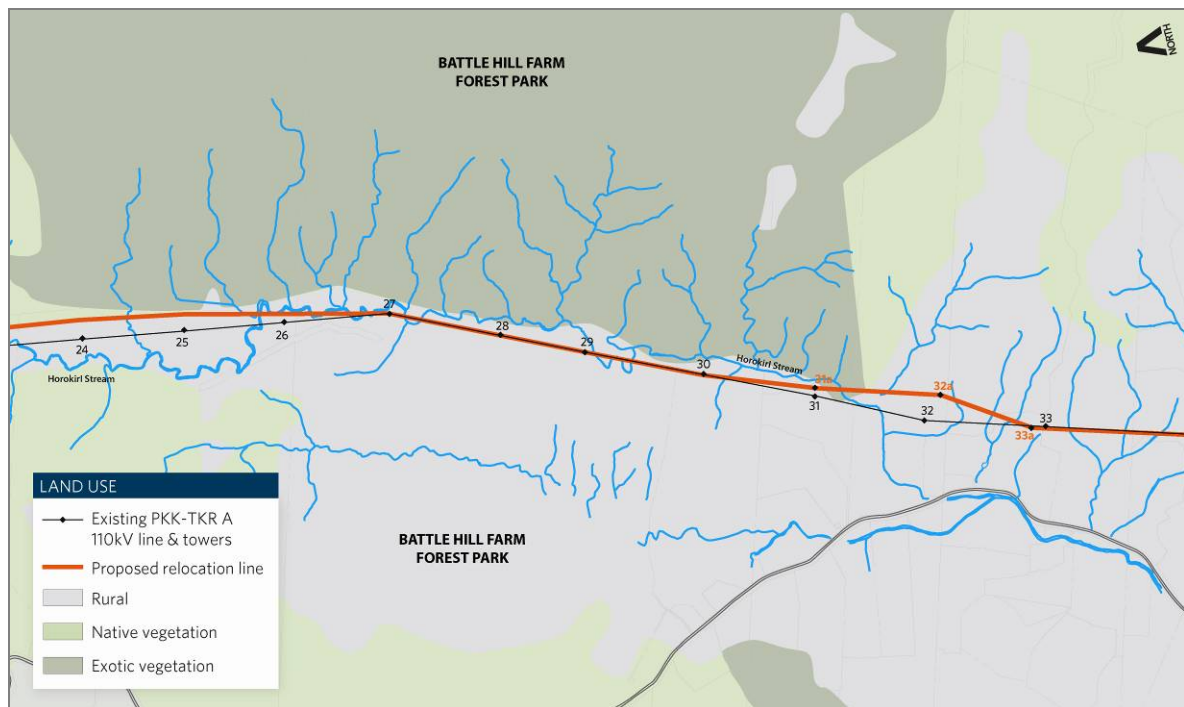 BATTLE HILL FARM
FOREST PARK
NORTH
27
26
25
24
28
29
30
Horokirl Stream
Horokirl Stream
31a
31
32a
32
33
33a
BATTLE HILL FARM
FOREST PARK
LAND USE
Existing PKK-TKR A
110kV line & towers
Proposed relocation line
Rural
Native vegetation
Exotic vegetation